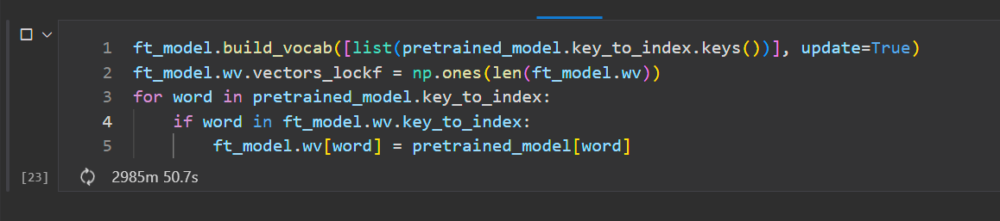 1 ft_model.build_vocab([list(pretrained_model.key_to_index.keys())], update=True)
2 ft_model.wv.vectors_lockf = np.ones(len(ft_model.wv))
3 for word in pretrained_model.key_to_index:
4     if word in ft_model.wv.key_to_index:
5         ft_model.wv[word] = pretrained_model[word]
[23] 2985m 50.7s